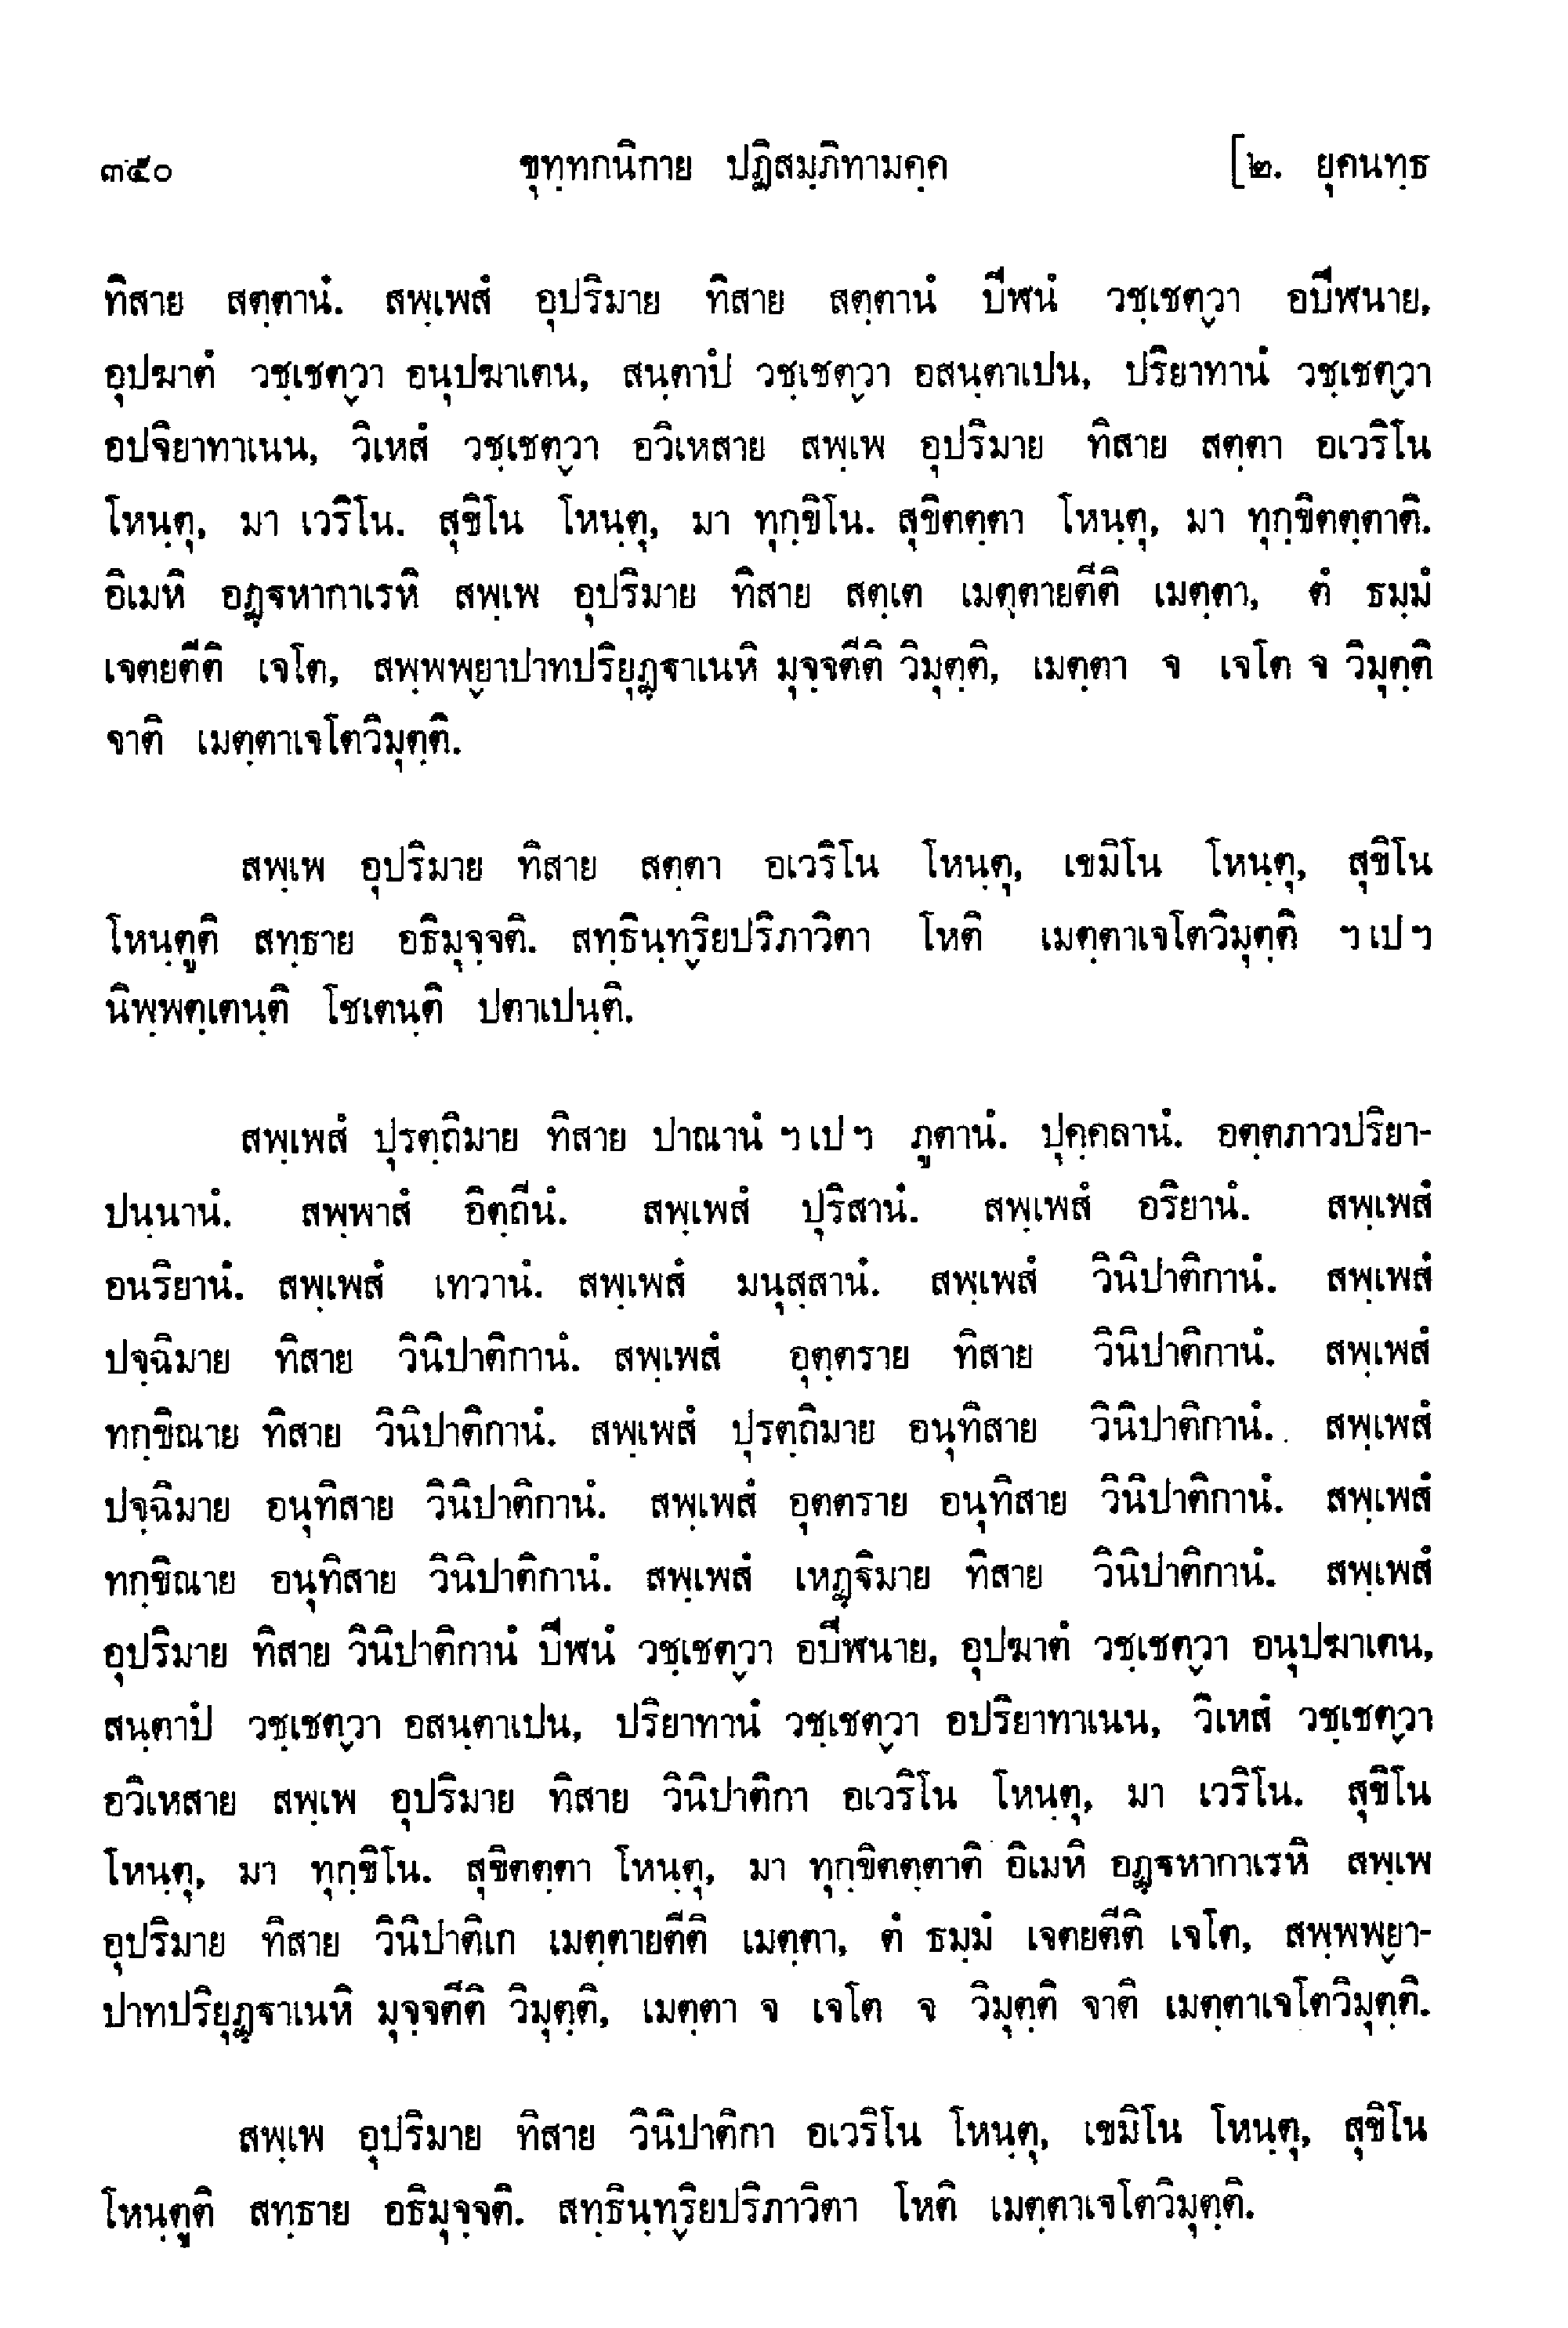 ๓๕๐ ขุทฺทกนิกาย ปฏิสมฺภิทามคฺค [๒. ยุคนทฺธ
ทิสาย สตฺตานํ. สพฺเพสํ อุปริมาย ทิสาย สตฺตานํ ปีฬนํ วชฺเชตฺวา อปีฬนาย,
อุปฆาตํ วชฺเชตฺวา อนุปฆาเตน, สนฺตาปํ วชฺเชตฺวา อสนฺตาเปน, ปริยาทานํ วชฺเชตฺวา
อปริยาทาเนน, วิเหสํ วชฺเชตฺวา อวิเหสาย สพฺเพ อุปริมาย ทิสาย สตฺตา อเวริโน
โหนฺตุ, มา เวริโน. สุขิโน โหนฺตุ, มา ทุกฺขิโน. สุขิตตฺตา โหนฺตุ, มา ทุกฺขิตตฺตาติ.
อิเมหิ อฏฺฐหากาเรหิ สพฺเพ อุปริมาย ทิสาย สตฺเต เมตฺตายตีติ เมตฺตา, ตํ ธมฺมํ
เจตยตีติ เจโต, สพฺพพฺยาปาทปริยุฏฺฐาเนหิ มุจฺจตีติ วิมุตฺติ, เมตฺตา จ เจโต จ วิมุตฺติ
จาติ เมตฺตาเจโตวิมุตฺติ.
สพฺเพ อุปริมาย ทิสาย สตฺตา อเวริโน โหนฺตุ, เขมิโน โหนฺตุ, สุขิโน
โหนฺตูติ สทฺธาย อธิมุจฺจติ. สทฺธินฺทฺริยปริภาวิตา โหติ เมตฺตาเจโตวิมุตฺติ ฯ เป ฯ
นิพฺพตฺเตนฺติ โชเตนฺติ ปตาเปนฺติ.
สพฺเพสํ ปุรตฺถิมาย ทิสาย ปาณานํ ฯ เป ฯ ภูตานํ. ปุคฺคลานํ. อตฺตภาวปริยา-
ปนฺนานํ. สพฺพาสํ อิตฺถีนํ. สพฺเพสํ ปุริสานํ. สพฺเพสํ อริยานํ. สพฺเพสํ
อนริยานํ. สพฺเพสํ เทวานํ. สพฺเพสํ มนุสฺสานํ. สพฺเพสํ วินิปาติกานํ. สพฺเพสํ
ปจฺฉิมาย ทิสาย วินิปาติกานํ. สพฺเพสํ อุตฺตราย ทิสาย วินิปาติกานํ. สพฺเพสํ
ทกฺขิณาย ทิสาย วินิปาติกานํ. สพฺเพสํ ปุรตฺถิมาย อนุทิสาย วินิปาติกานํ. สพฺเพสํ
ปจฺฉิมาย อนุทิสาย วินิปาติกานํ. สพฺเพสํ อุตตราย อนุทิสาย วินิปาติกานํ. สพฺเพสํ
ทกฺขิณาย อนุทิสาย วินิปาติกานํ. สพฺเพสํ เหฏฺฐิมาย ทิสาย วินิปาติกานํ. สพฺเพสํ
อุปริมาย ทิสาย วินิปาติกานํ ปีฬนํ วชฺเชตฺวา อปีฬนาย, อุปฆาตํ วชฺเชตฺวา อนุปฆาเตน,
สนฺตาปํ วชฺเชตฺวา อสนฺตาเปน, ปริยาทานํ วชฺเชตฺวา อปริยาทาเนน, วิเหสํ วชฺเชตฺวา
อวิเหสาย สพฺเพ อุปริมาย ทิสาย วินิปาติกา อเวริโน โหนฺตุ, มา เวริโน. สุขิโน
โหนฺตุ, มา ทุกฺขิโน. สุขิตตฺตา โหนฺตุ, มา ทุกฺขิตตฺตาติ อิเมหิ อฏฺฐหากาเรหิ สพฺเพ
อุปริมาย ทิสาย วินิปาติเก เมตฺตายตีติ เมตฺตา, ตํ ธมฺมํ เจตยตีติ เจโต, สพฺพพฺยา-
ปาทปริยุฏฺฐาเนหิ มุจฺจตีติ วิมุตฺติ, เมตฺตา จ เจโต จ วิมุตฺติ จาติ เมตฺตาเจโตวิมุตฺติ.
สพฺเพ อุปริมาย ทิสาย วินิปาติกา อเวริโน โหนฺตุ, เขมิโน โหนฺตุ, สุขิโน
โหนฺตูติ สทฺธาย อธิมุจฺจติ. สทฺธินฺทฺริยปริภาวิตา โหติ เมตฺตาเจโตวิมุตฺติ.